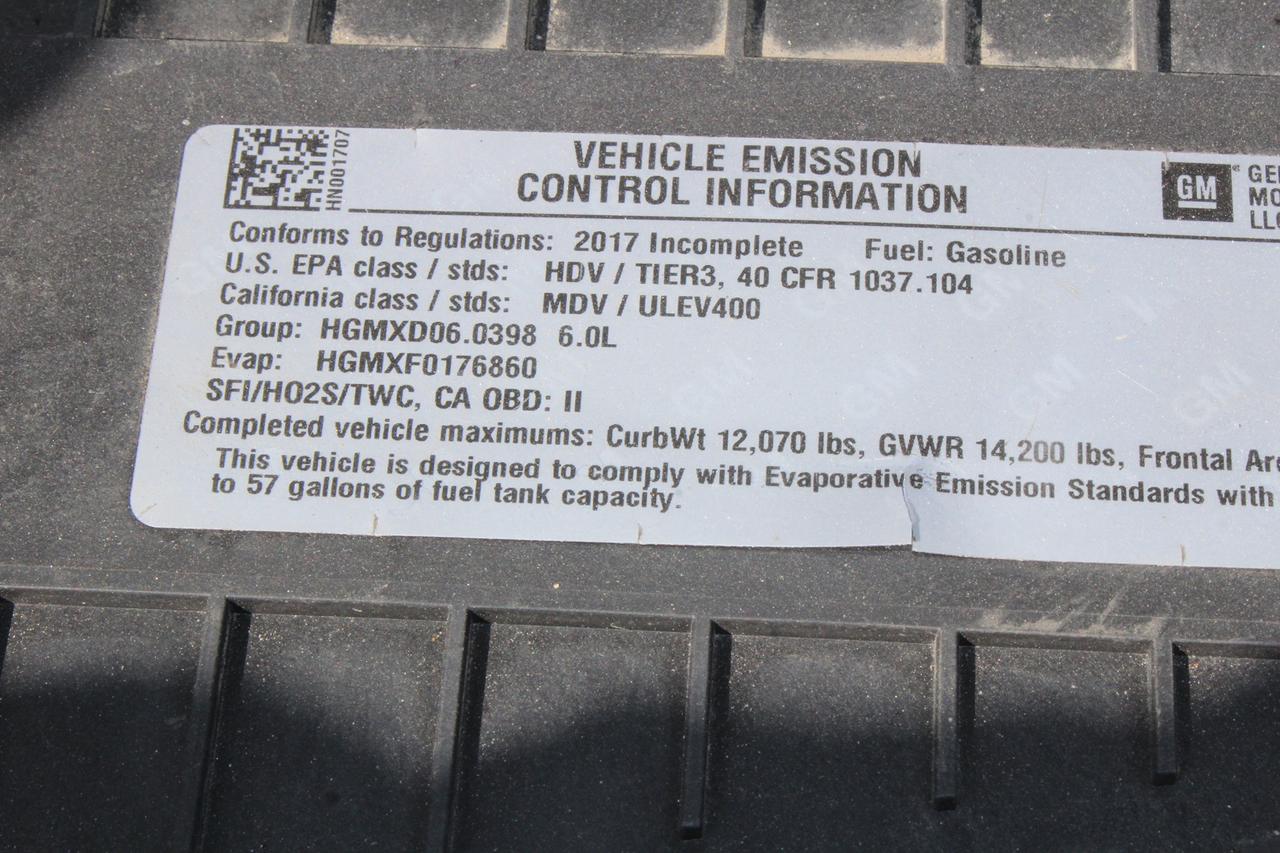 HN001707
VEHICLE EMISSION
CONTROL INFORMATION
GM
Conforms to Regulations: 2017 Incomplete Fuel: Gasoline
U.S. EPA class / stds: HDV / TIER3, 40 CFR 1037.104
California class / stds: MDV / ULEV400
Group: HGMXD06.0398 6.0L
Evap: HGMXF0176860
SFI/HO2S/TWC, CA OBD: II
Completed vehicle maximums: CurbWt 12,070 lbs, GVWR 14,200 lbs, Frontal
This vehicle is designed to comply with Evaporative Emission Standards with
to 57 gallons of fuel tank capacity.